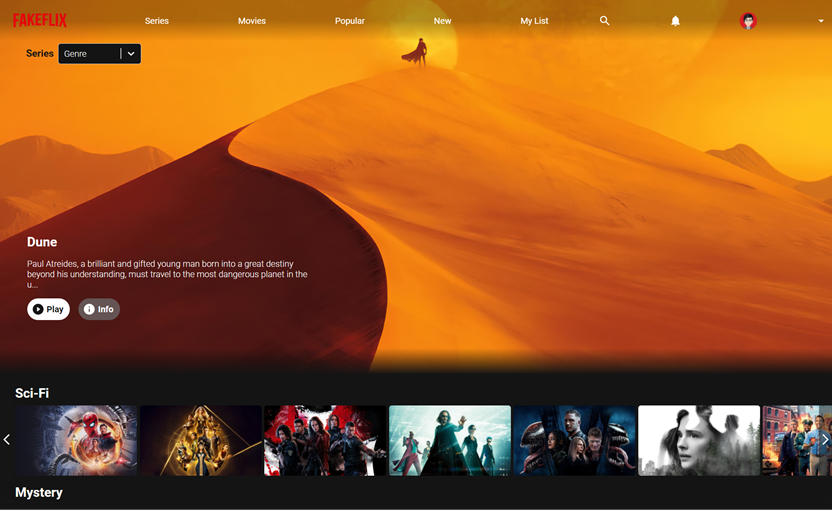 FAKEFLIX Series Movies Popular New My List
Series Genre
Dune
Paul Atreides, a brilliant and gifted young man born into a great destiny
beyond his understanding, must travel to the most dangerous planet in the
u...
Play Info
Sci-Fi
Mystery